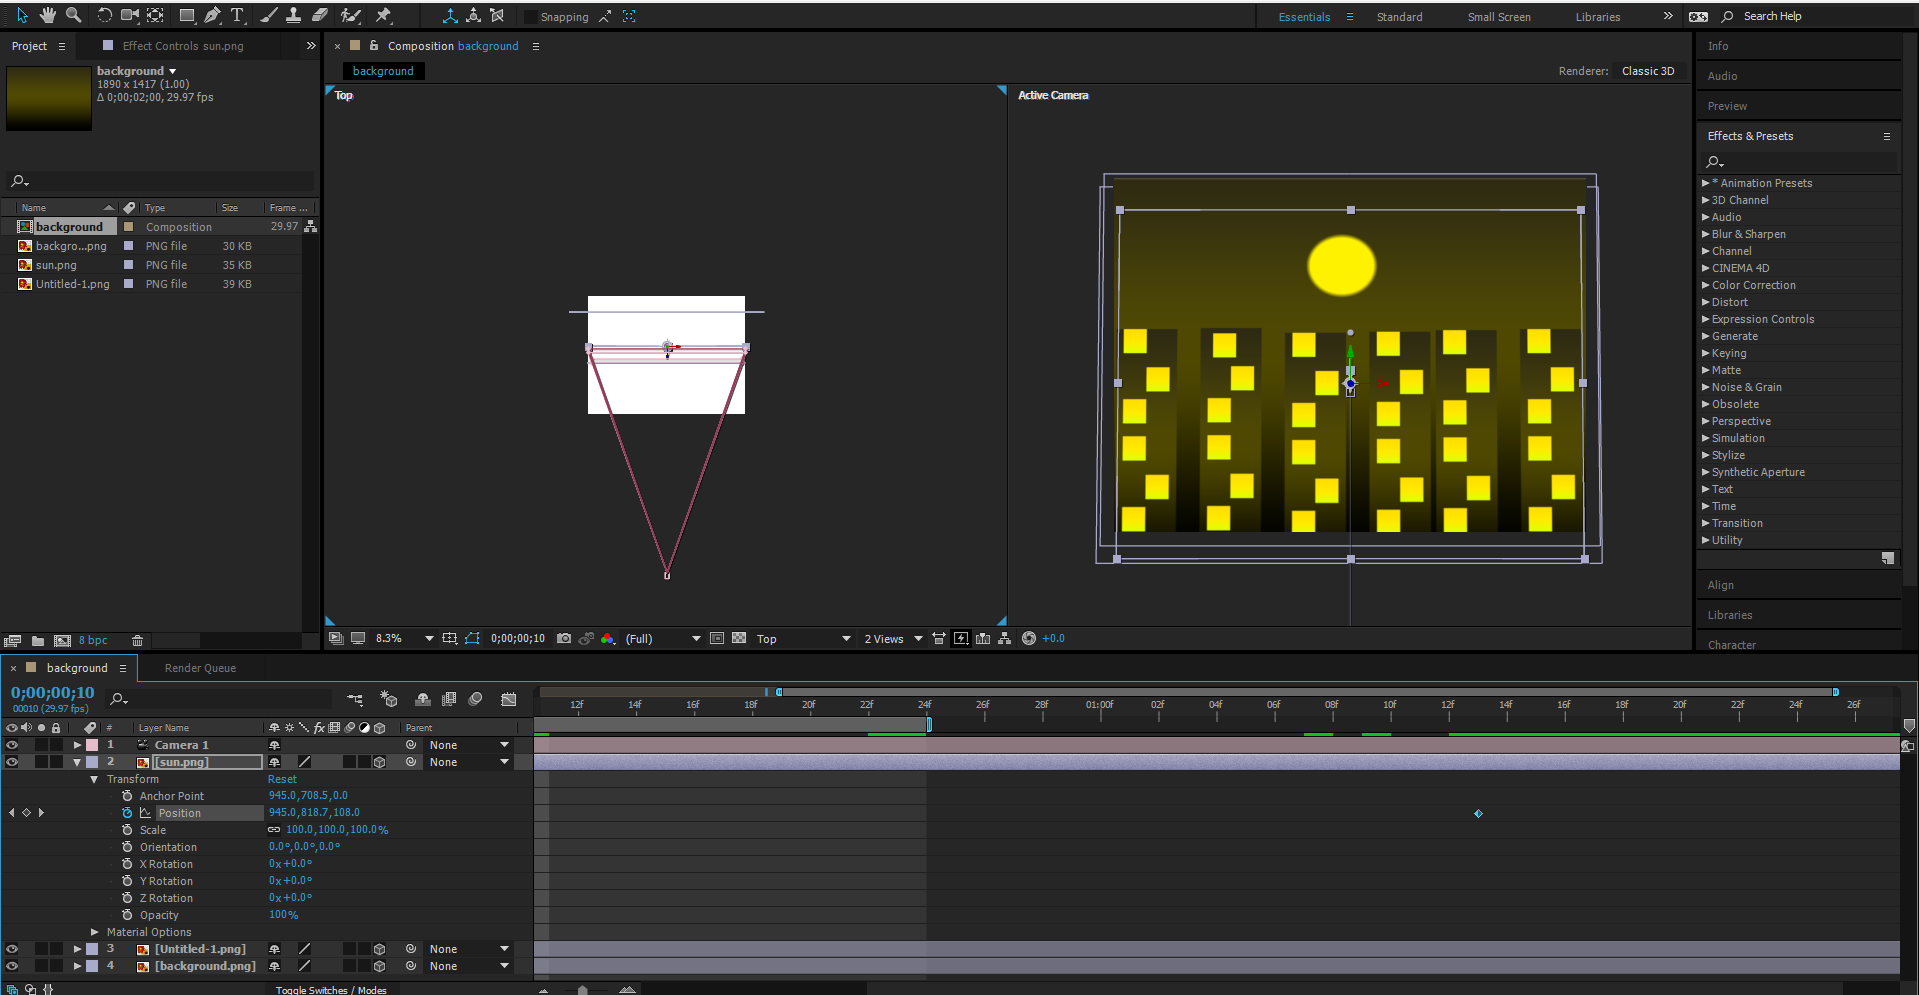 T
Snapping
Essentials
Standard
Small Screen
Libraries
Search Help
Project
Effect Controls sun.png
background
1890 x 1417 (1.00)
Δ 0;00;02;00, 29.97 fps
Name
Type
Size
Frame ...
background
Composition
29.97
backgro...png
PNG file
30 KB
sun.png
PNG file
35 KB
Untitled-1.png
PNG file
39 KB
8 bpc
Composition background
background
Renderer:
Classic 3D
Top
Active Camera
8.3%
0;00;00;10
(Full)
Top
2 Views
+0.0
Info
Audio
Preview
Effects & Presets
* Animation Presets
3D Channel
Audio
Blur & Sharpen
Channel
CINEMA 4D
Color Correction
Distort
Expression Controls
Generate
Keying
Matte
Noise & Grain
Obsolete
Perspective
Simulation
Stylize
Synthetic Aperture
Text
Time
Transition
Utility
Align
Libraries
Character
background
Render Queue
0;00;00;10
00010 (29.97 fps)
12f
14f
16f
18f
20f
22f
24f
26f
28f
01:00f
02f
04f
06f
08f
10f
12f
14f
16f
18f
20f
22f
24f
26f
#
Layer Name
fx
Parent
1
Camera 1
None
2
[sun.png]
None
Transform
Reset
Anchor Point
945.0,708.5,0.0
Position
945.0,818.7,108.0
Scale
100.0,100.0,100.0%
Orientation
0.0°,0.0°,0.0°
X Rotation
0x+0.0°
Y Rotation
0x+0.0°
Z Rotation
0x+0.0°
Opacity
100%
Material Options
3
[Untitled-1.png]
None
4
[background.png]
None
Toggle Switches / Modes